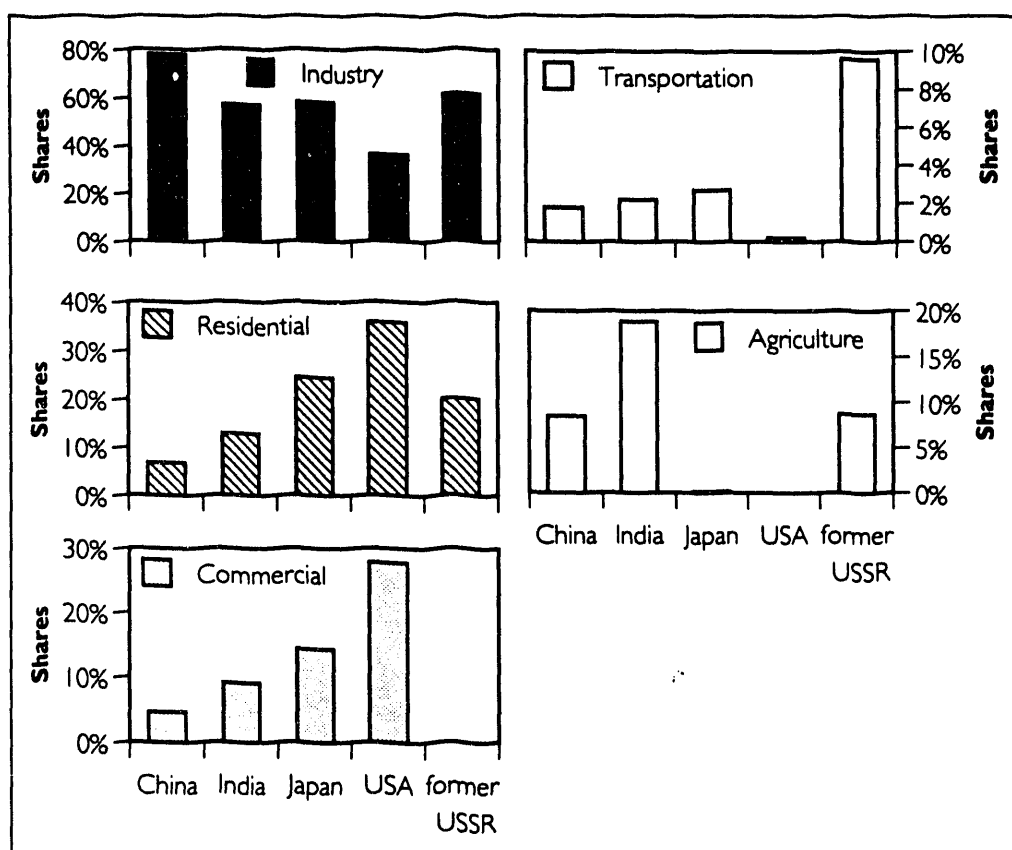 80%
60%
40%
20%
0%
Shares
Industry
Transportation
10%
8%
6%
4%
2%
0%
Shares
40%
30%
20%
10%
0%
Shares
Residential
Agriculture
20%
15%
10%
5%
0%
Shares
China India Japan USA former
USSR
30%
20%
10%
0%
Shares
Commercial
China India Japan USA former
USSR